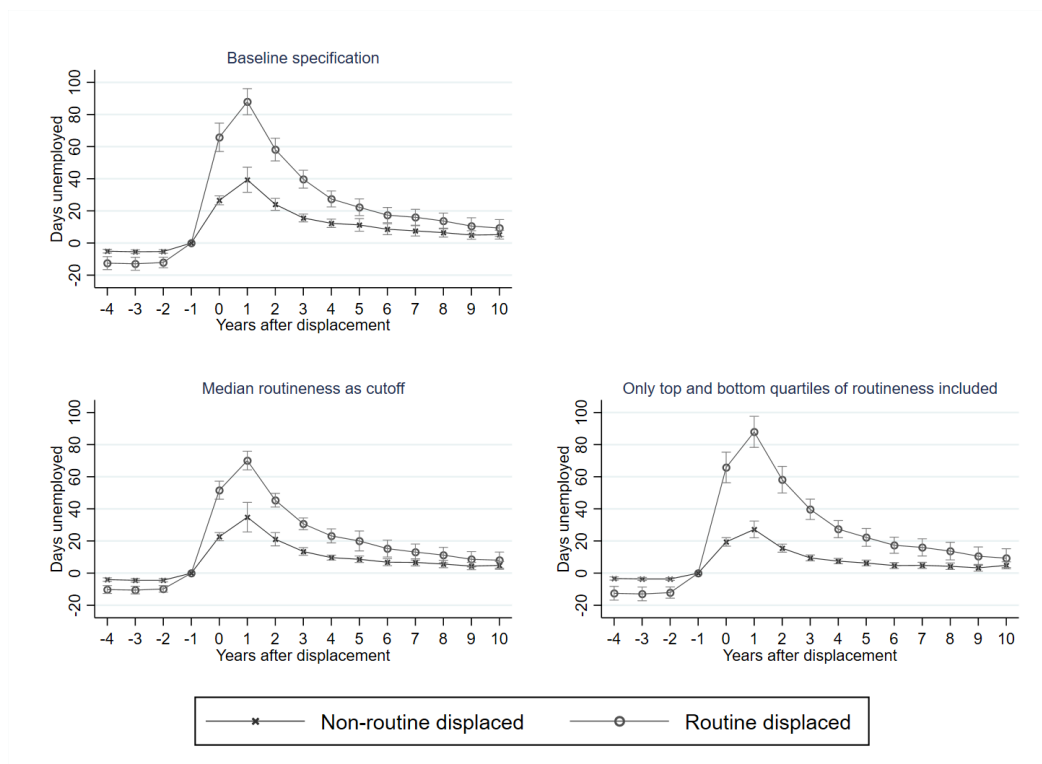 Baseline specification
Days unemployed
100
80
60
40
20
0
-20
-4 -3 -2 -1 0 1 2 3 4 5 6 7 8 9 10
Years after displacement
Median routineness as cutoff
Days unemployed
100
80
60
40
20
0
-20
-4 -3 -2 -1 0 1 2 3 4 5 6 7 8 9 10
Years after displacement
Only top and bottom quartiles of routineness included
Days unemployed
100
80
60
40
20
0
-20
-4 -3 -2 -1 0 1 2 3 4 5 6 7 8 9 10
Years after displacement
Non-routine displaced Routine displaced